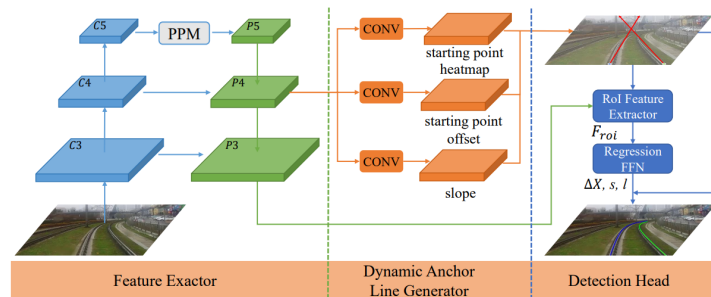 C5
PPM
P5
C4
P4
C3
P3
CONV
starting point
heatmap
CONV
starting point
offset
CONV
slope
RoI Feature
Extractor
F_roi
Regression
FFN
ΔX, s, l
Feature Exactor
Dynamic Anchor
Line Generator
Detection Head